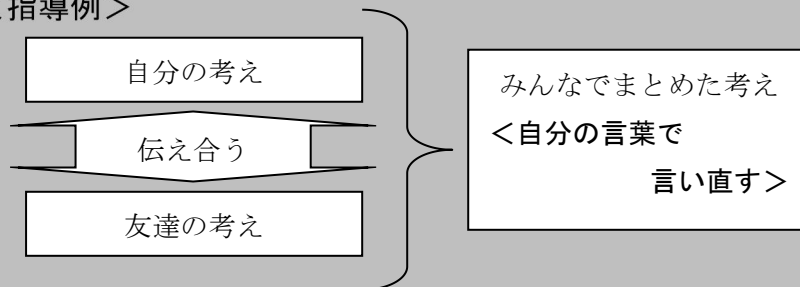 指導例＞
自分の考え
伝え合う
友達の考え
みんなでまとめた考え
＜自分の言葉で
言い直す＞